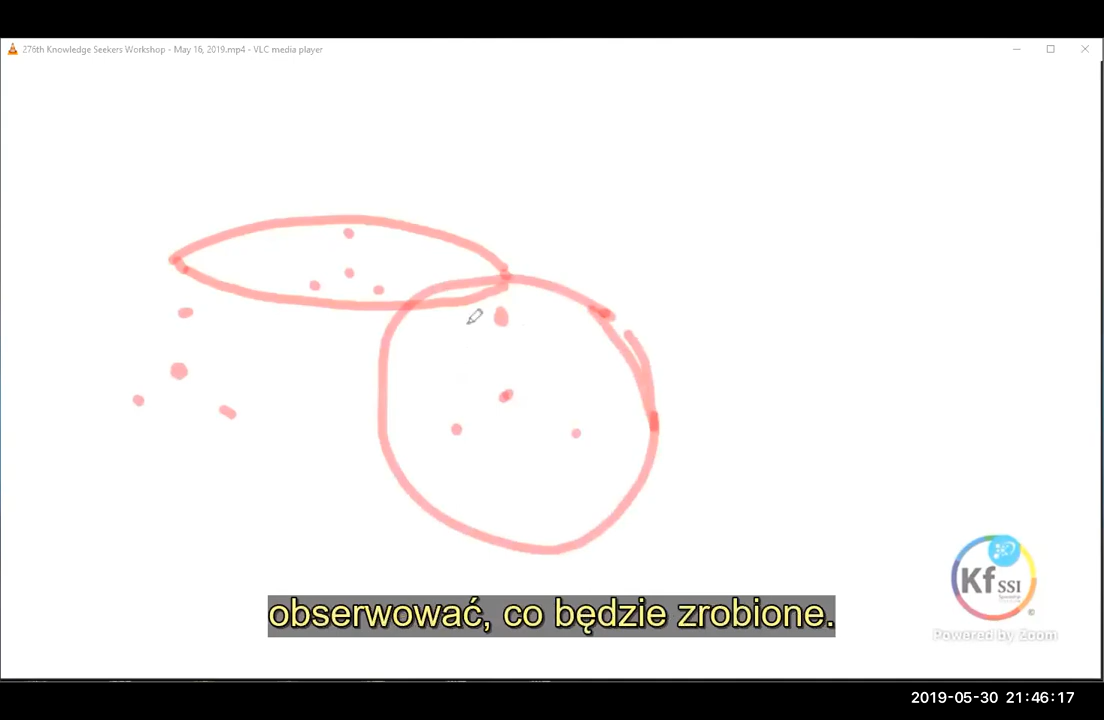 276th Knowledge Seekers Workshop - May 16, 2019.mp4 - VLC media player
Kf SSI
Powered by Zoom
obserwować, co będzie zrobione.
2019-05-30 21:46:17